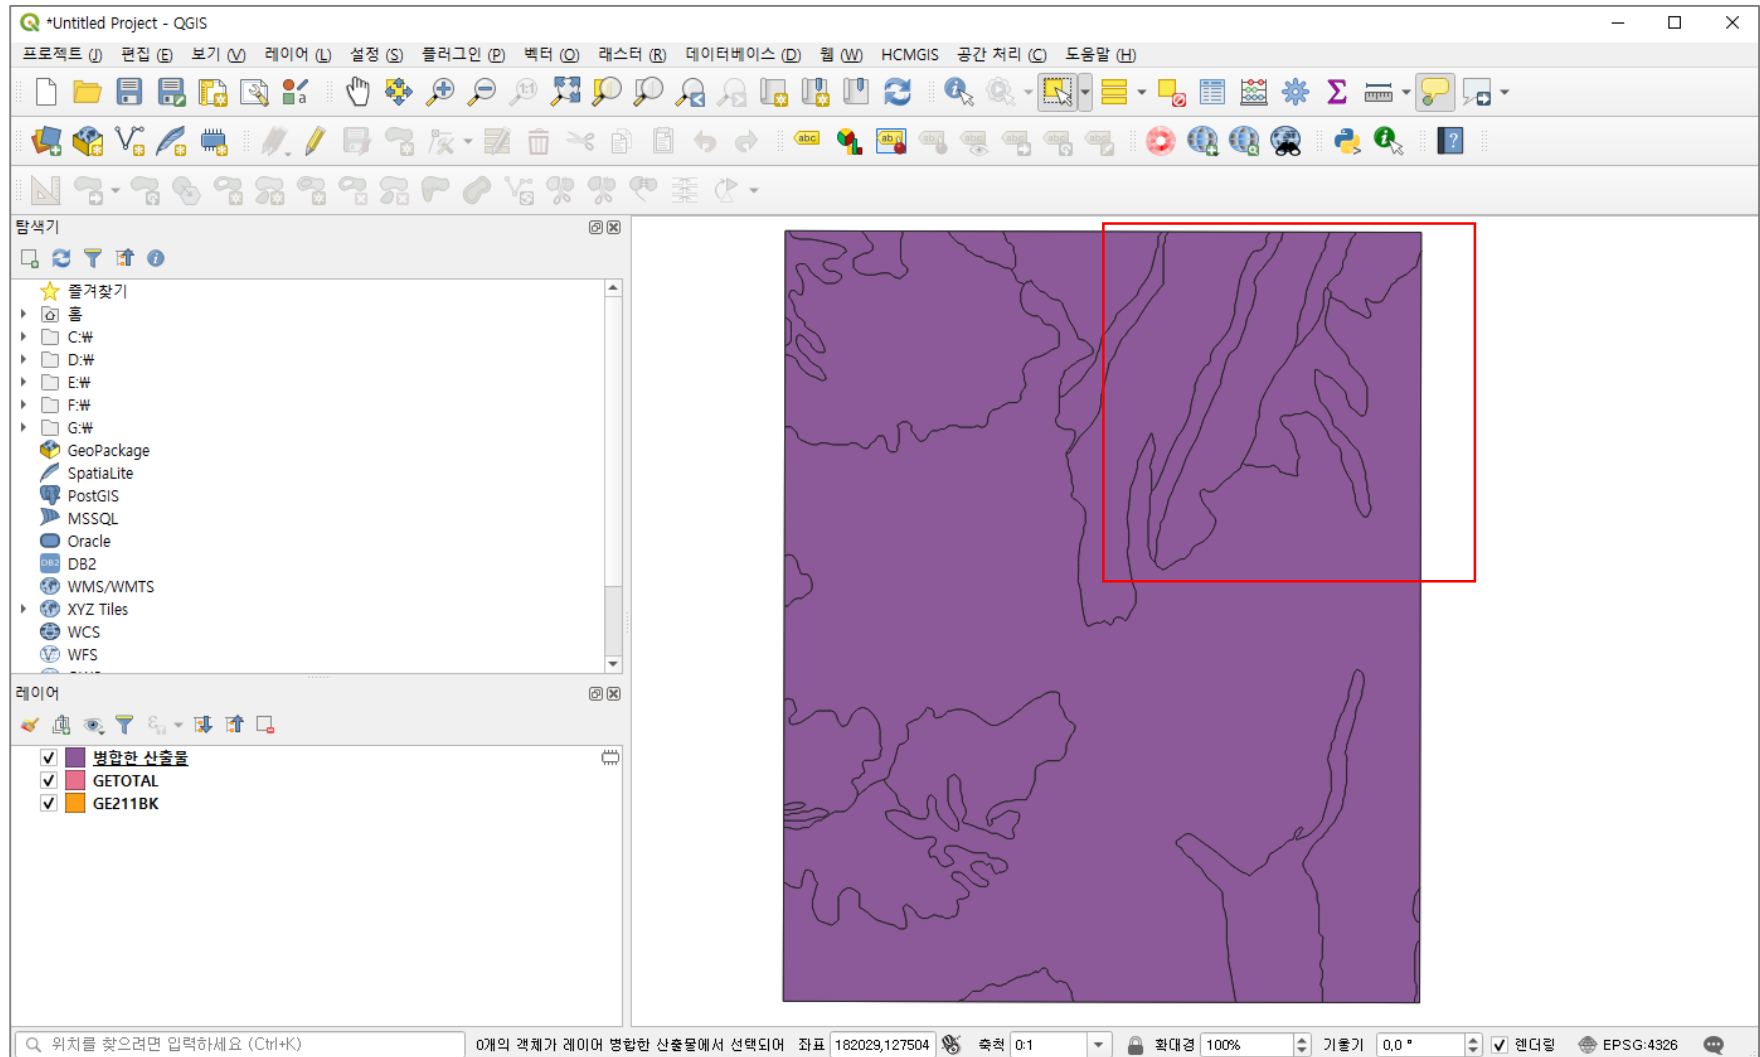 *Untitled Project - QGIS
프로젝트 (J) 편집 (E) 보기 (V) 레이어 (L) 설정 (S) 플러그인 (P) 벡터 (O) 래스터 (R) 데이터베이스 (D) 웹 (W) HCMGIS 공간 처리 (C) 도움말 (H)
탐색기
즐겨찾기
홈
C:₩
D:₩
E:₩
F:₩
G:₩
GeoPackage
SpatiaLite
PostGIS
MSSQL
Oracle
DB2
WMS/WMTS
XYZ Tiles
WCS
WFS
레이어
병합한 산출물
GETOTAL
GE211BK
위치를 찾으려면 입력하세요 (Ctrl+K) 0개의 객체가 레이어 병합한 산출물에서 선택되어 좌표 182029,127504 축척 0:1 확대경 100% 기울기 0,0 ° 렌더링 EPSG:4326